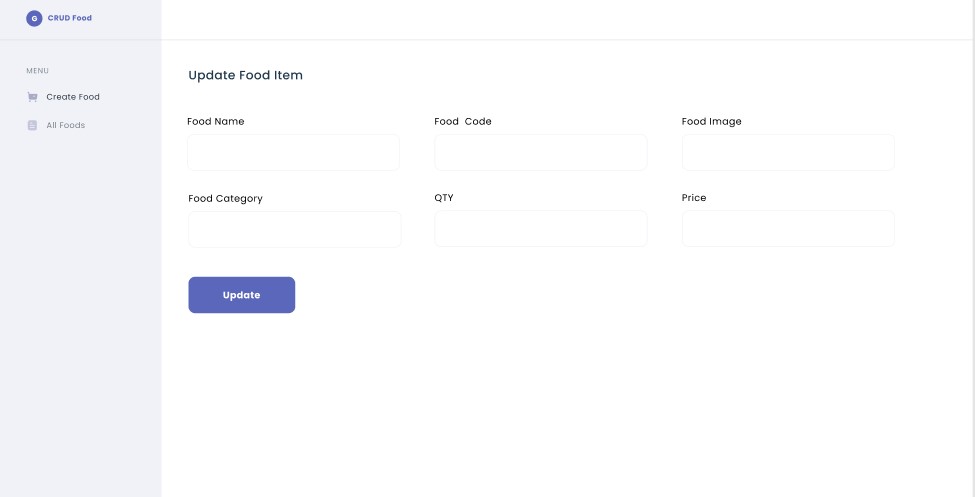 G CRUD Food
MENU
Create Food
All Foods
Update Food Item
Food Name
Food  Code
Food Image
Food Category
QTY
Price
Update